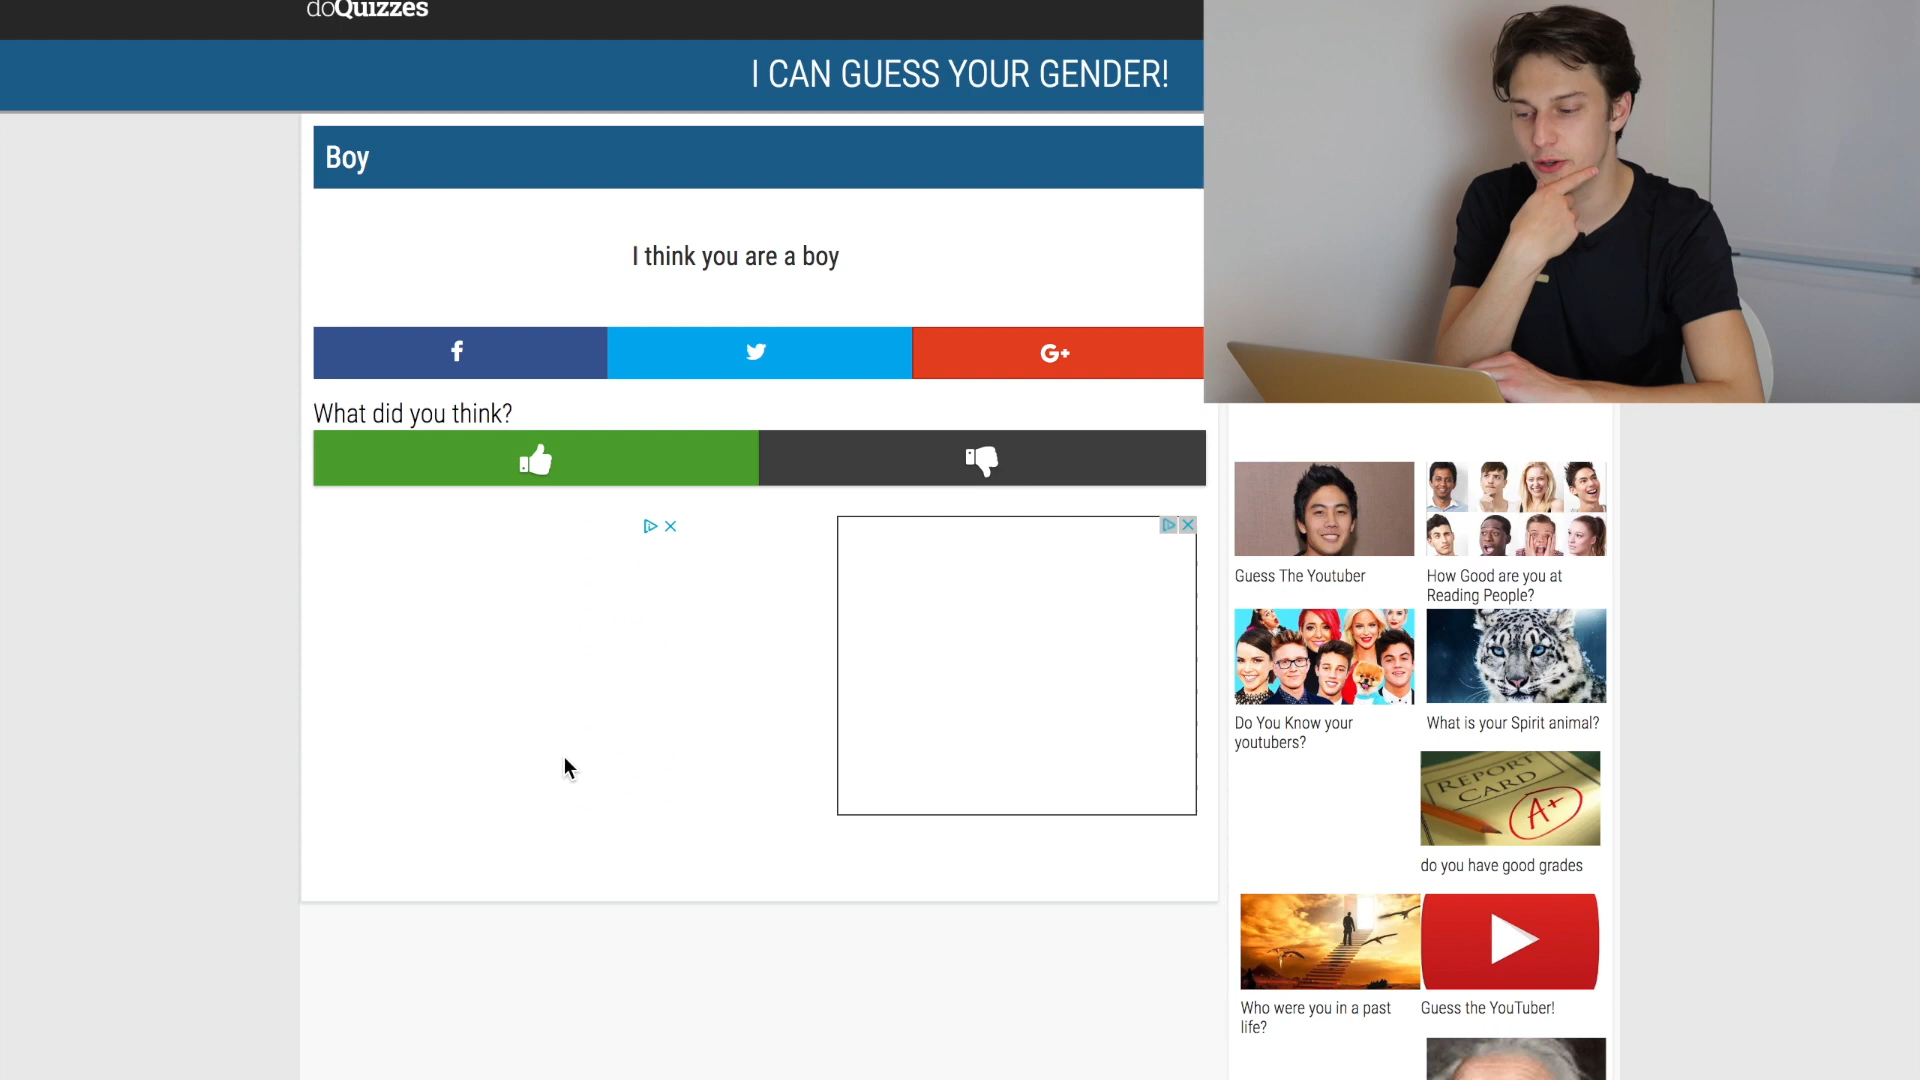 doQuizzes
I CAN GUESS YOUR GENDER!
Boy
I think you are a boy
f
G+
What did you think?
Guess The Youtuber
How Good are you at
Reading People?
Do You Know your
youtubers?
What is your Spirit animal?
REPORT
CARD
A+
do you have good grades
Who were you in a past
life?
Guess the YouTuber!